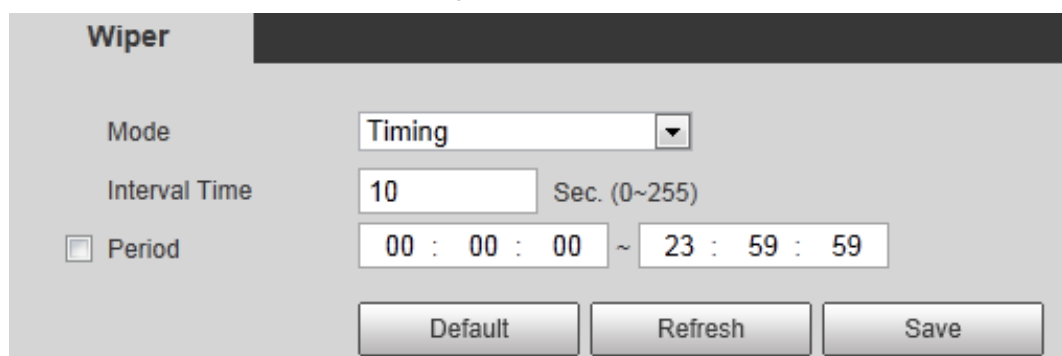 Wiper
Mode Timing
Interval Time 10 Sec. (0~255)
Period 00 : 00 : 00 ~ 23 : 59 : 59
Default Refresh Save